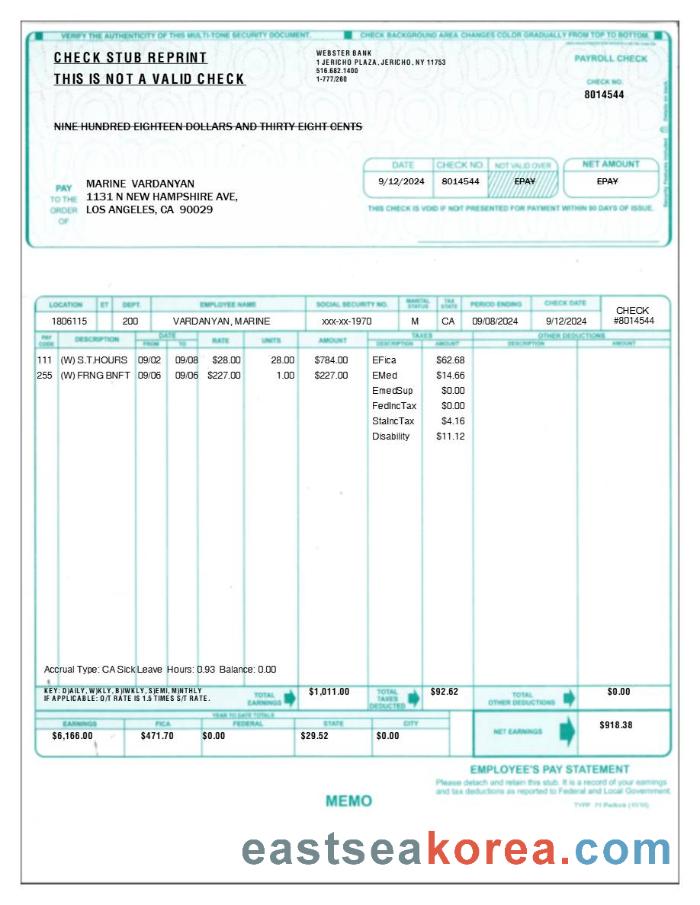 VERIFY THE AUTHENTICITY OF THIS MULTI-TONE SECURITY DOCUMENT. CHECK BACKGROUND AREA CHANGES COLOR GRADUALLY FROM TOP TO BOTTOM.
CHECK STUB REPRINT
THIS IS NOT A VALID CHECK
WEBSTER BANK
1 JERICHO PLAZA, JERICHO, NY 11753
516.682.1400
1-777/260
PAYROLL CHECK
CHECK NO.
8014544
NINE HUNDRED EIGHTEEN DOLLARS AND THIRTY EIGHT CENTS
DATE CHECK NO NOT VALID OVER NET AMOUNT
9/12/2024 8014544 EPAY EPAY
PAY TO THE ORDER OF
MARINE VARDANYAN
1131 N NEW HAMPSHIRE AVE,
LOS ANGELES, CA 90029
THIS CHECK IS VOID IF NOT PRESENTED FOR PAYMENT WITHIN 90 DAYS OF ISSUE.
LOCATION ET DEPT. EMPLOYEE NAME SOCIAL SECURITY NO. MARITAL STATUS TAX STATE PERIOD ENDING CHECK DATE CHECK
1806115 200 VARDANYAN, MARINE xxx-xx-1970 M CA 09/08/2024 9/12/2024 #8014544
PAY CODE DESCRIPTION DATE FROM TO RATE UNITS AMOUNT TAXES DESCRIPTION AMOUNT OTHER DEDUCTIONS DESCRIPTION AMOUNT
111 (W) S.T.HOURS 09/02 09/08 $28.00 28.00 $784.00 EFica $62.68
255 (W) FRNG BNFT 09/06 09/06 $227.00 1.00 $227.00 EMed $14.66
EmedSup $0.00
FedIncTax $0.00
StaIncTax $4.16
Disability $11.12
Accrual Type: CA Sick Leave Hours: 0.93 Balance: 0.00
KEY: D)AILY, W)KLY, B)IWKLY, S)EMI, M)NTHLY
IF APPLICABLE: O/T RATE IS 1.5 TIMES S/T RATE.
TOTAL EARNINGS $1,011.00 TOTAL TAXES DEDUCTED $92.62 TOTAL OTHER DEDUCTIONS $0.00
YEAR TO DATE TOTALS
EARNINGS FICA FEDERAL STATE CITY
$6,166.00 $471.70 $0.00 $29.52 $0.00
NET EARNINGS $918.38
EMPLOYEE'S PAY STATEMENT
Please detach and retain this stub. It is a record of your earnings
and tax deductions as reported to Federal and Local Government.
MEMO
eastseakorea.com